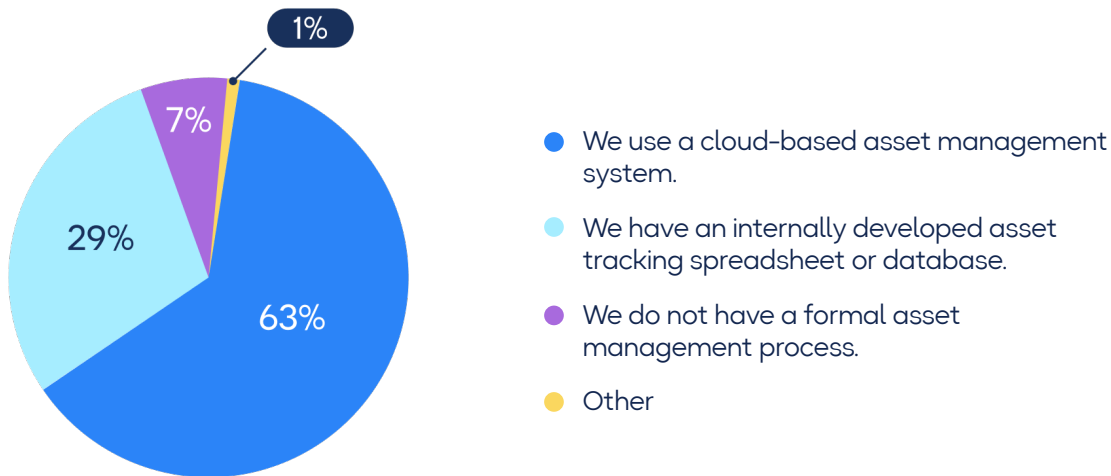 1%
7%
29%
63%
We use a cloud-based asset management
system.
We have an internally developed asset
tracking spreadsheet or database.
We do not have a formal asset
management process.
Other